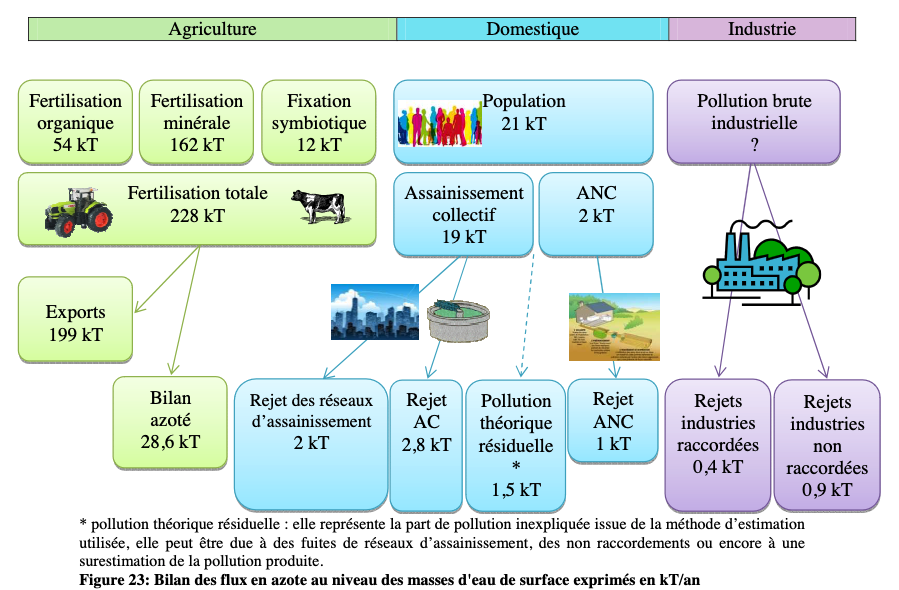 Agriculture
Domestique
Industrie
Fertilisation
organique
54 kT
Fertilisation
minérale
162 kT
Fixation
symbiotique
12 kT
Population
21 kT
Pollution brute
industrielle
?
Fertilisation totale
228 kT
Assainissement
collectif
19 kT
ANC
2 kT
Exports
199 kT
Bilan
azoté
28,6 kT
Rejet des réseaux
d’assainissement
2 kT
Rejet
AC
2,8 kT
Pollution
théorique
résiduelle
*
1,5 kT
Rejet
ANC
1 kT
Rejets
industries
raccordées
0,4 kT
Rejets
industries
non
raccordées
0,9 kT
* pollution théorique résiduelle : elle représente la part de pollution inexpliquée issue de la méthode d’estimation
utilisée, elle peut être due à des fuites de réseaux d’assainissement, des non raccordements ou encore à une
surestimation de la pollution produite.
Figure 23: Bilan des flux en azote au niveau des masses d'eau de surface exprimés en kT/an